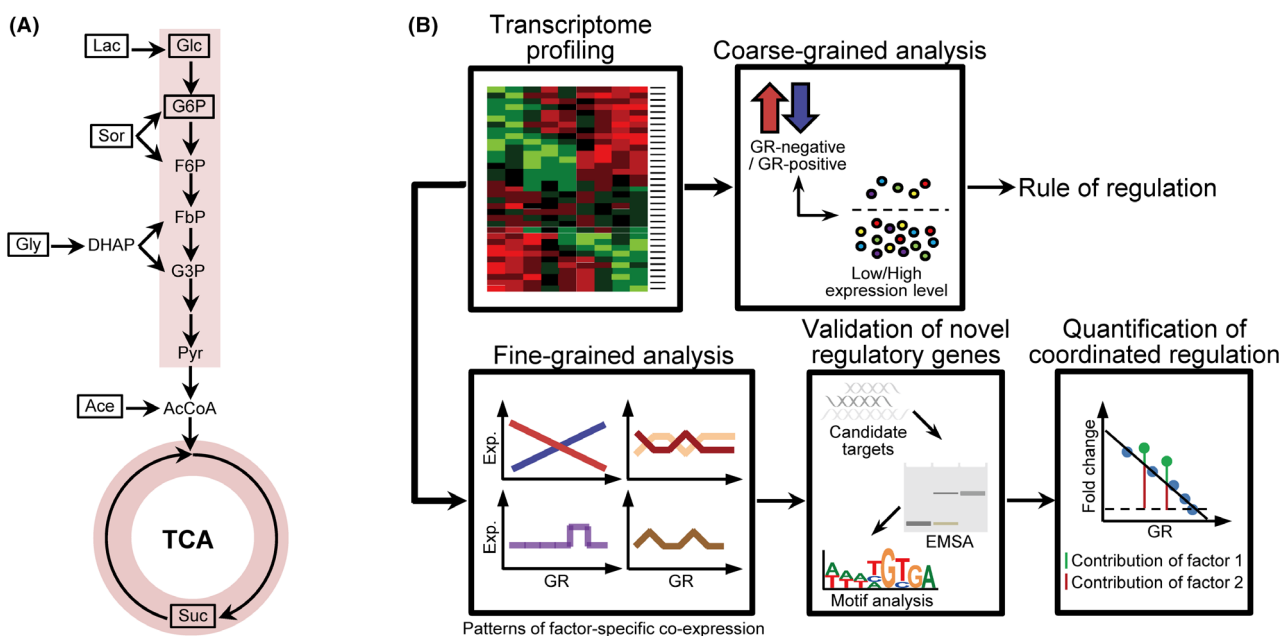 (A)
Lac
Glc
G6P
Sor
F6P
FbP
Gly
DHAP
G3P
Pyr
Ace
AcCoA
TCA
Suc
(B)
Transcriptome
profiling
Coarse-grained analysis
GR-negative
/ GR-positive
Low/High
expression level
Rule of regulation
Fine-grained analysis
Exp.
Exp.
GR
GR
Patterns of factor-specific co-expression
Validation of novel
regulatory genes
Candidate
targets
EMSA
Motif analysis
Quantification of
coordinated regulation
Fold change
GR
Contribution of factor 1
Contribution of factor 2